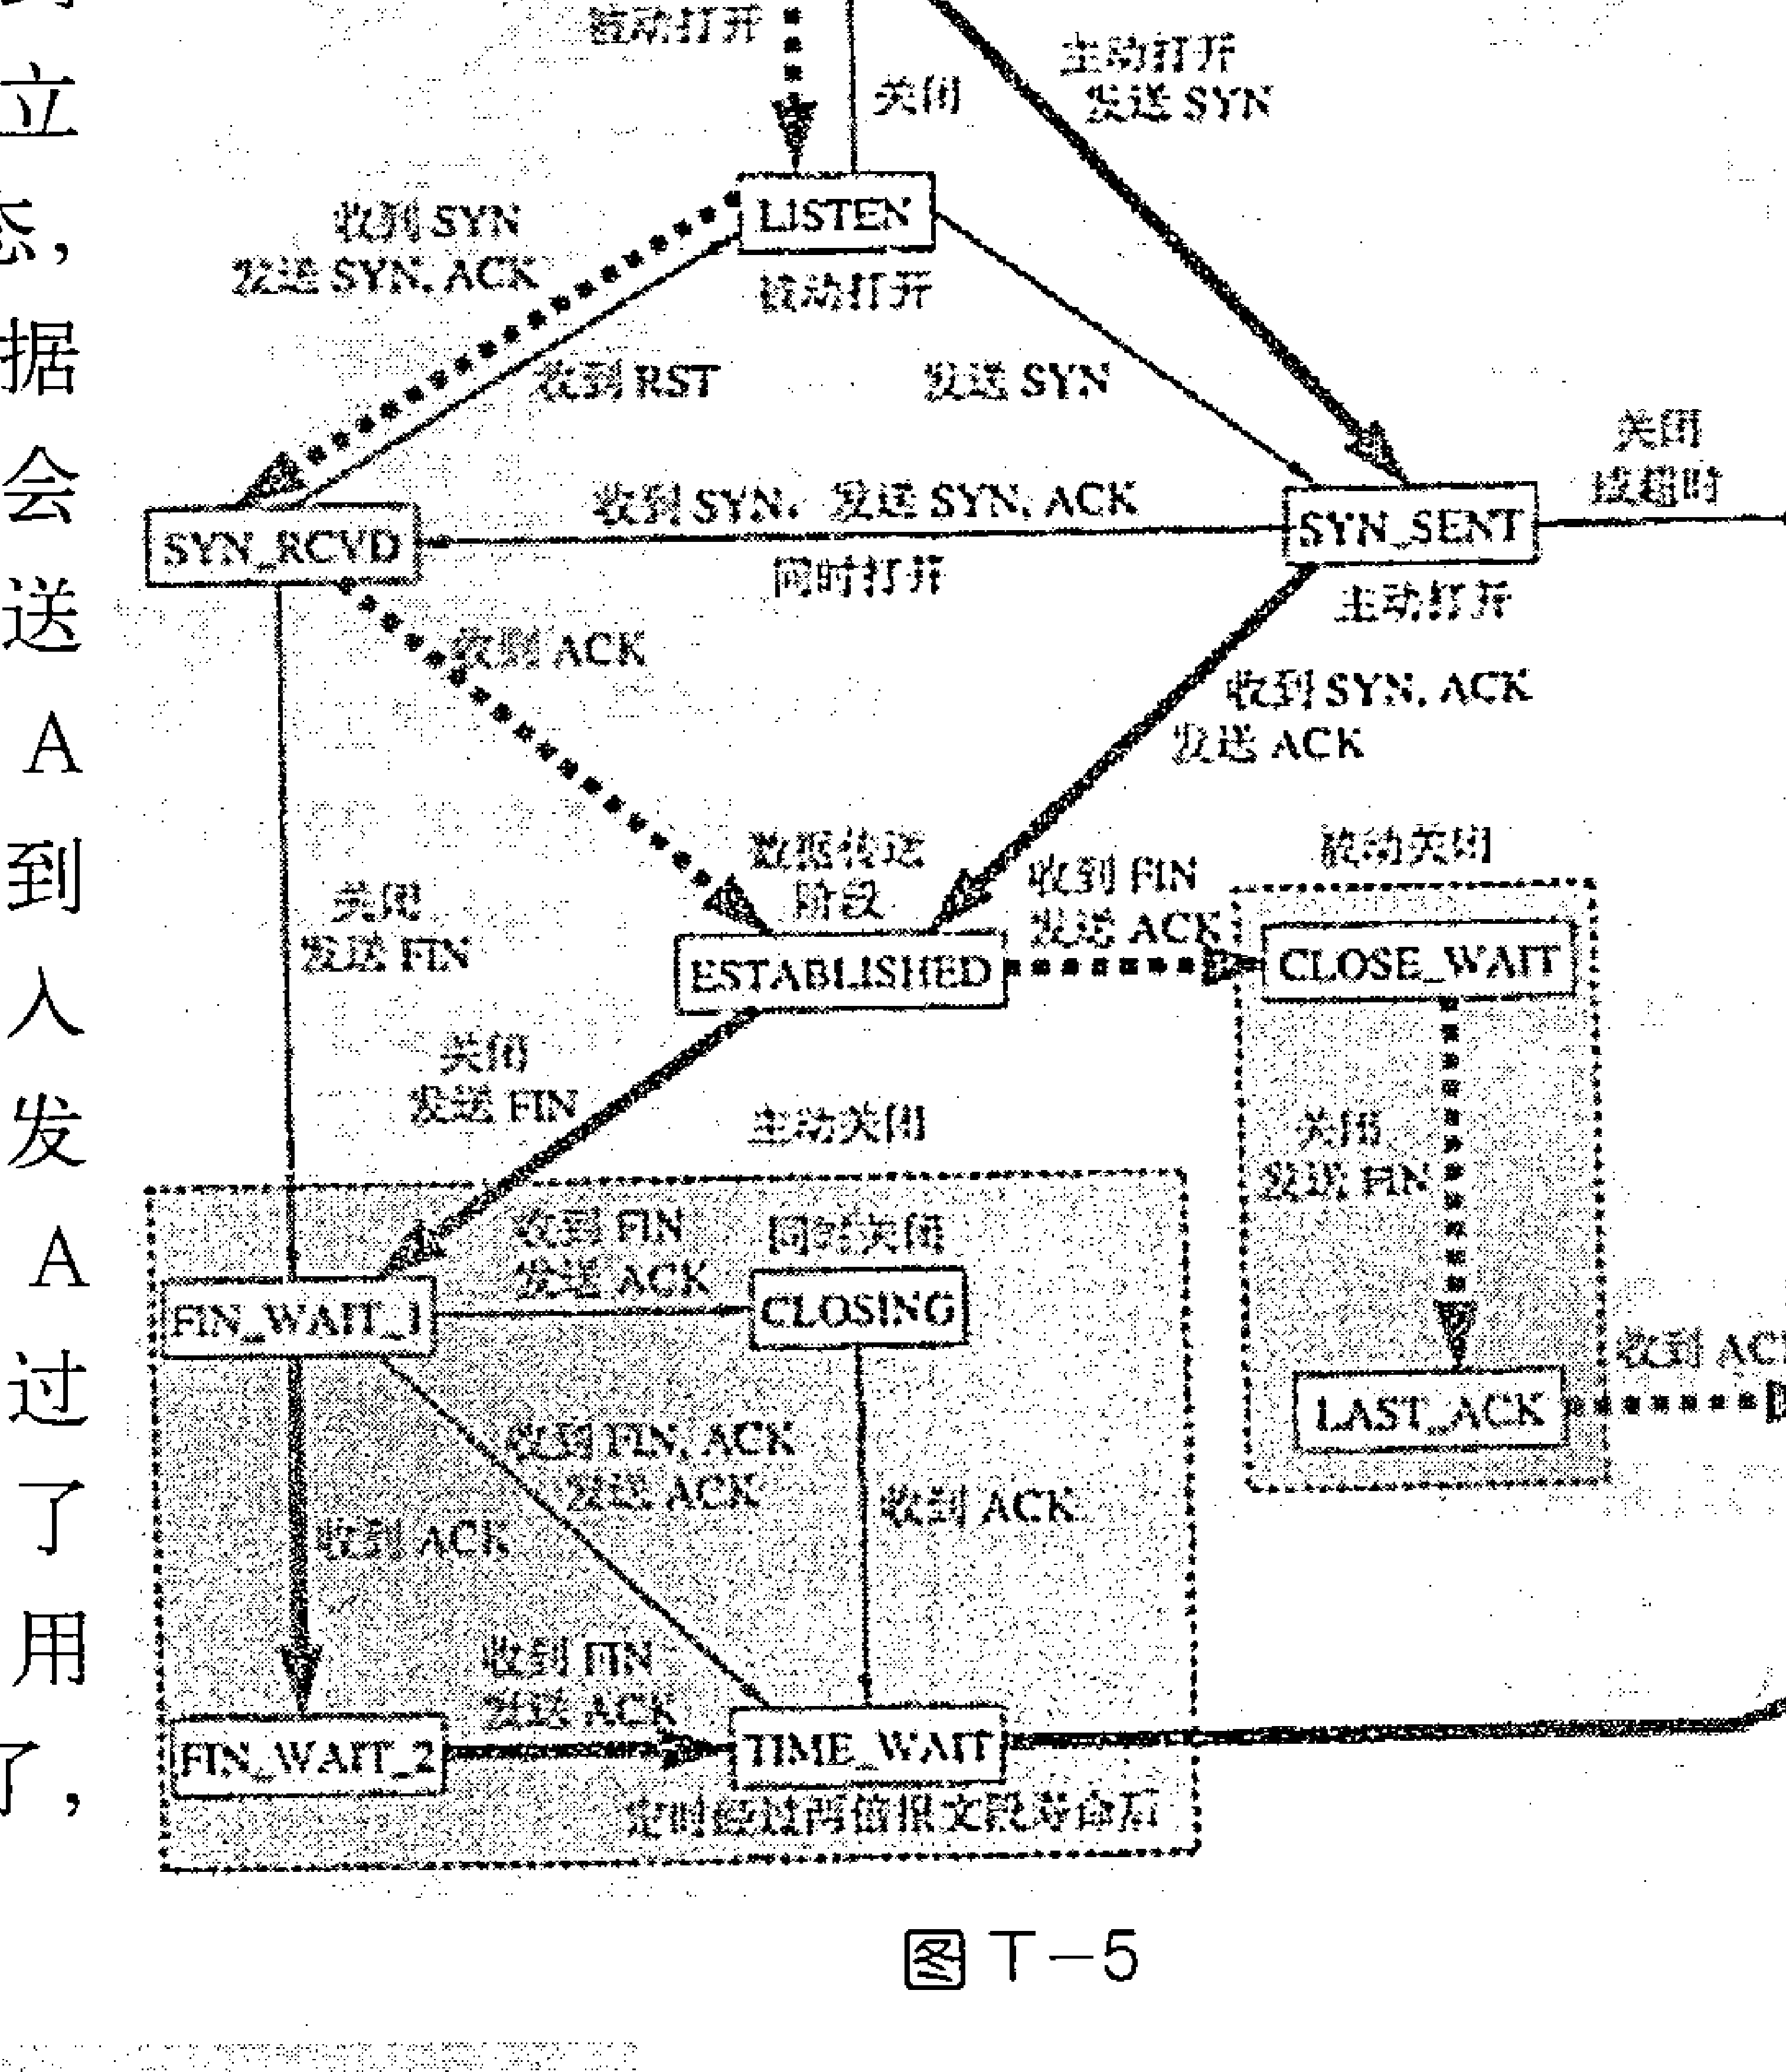 立
态,
据
会
送
A
到
入
发
A
过
了
用
了,
被动打开
关闭
主动打开
发送 SYN
LISTEN
收到 SYN
发送 SYN, ACK
被动打开
收到 RST
发送 SYN
关闭
或超时
SYN_RCVD
收到 SYN, 发送 SYN, ACK
SYN_SENT
同时打开
主动打开
收到 ACK
收到 SYN, ACK
发送 ACK
数据传送
阶段
被动关闭
关闭
发送 FIN
收到 FIN
发送 ACK
ESTABLISHED
CLOSE_WAIT
关闭
发送 FIN
主动关闭
关闭
发送 FIN
收到 FIN
发送 ACK
同时关闭
FIN_WAIT_1
CLOSING
LAST_ACK
收到 AC
收到 FIN, ACK
发送 ACK
收到 ACK
收到 ACK
收到 FIN
发送 ACK
FIN_WAIT_2
TIME_WAIT
定时经过两倍报文段寿命后
图 T-5